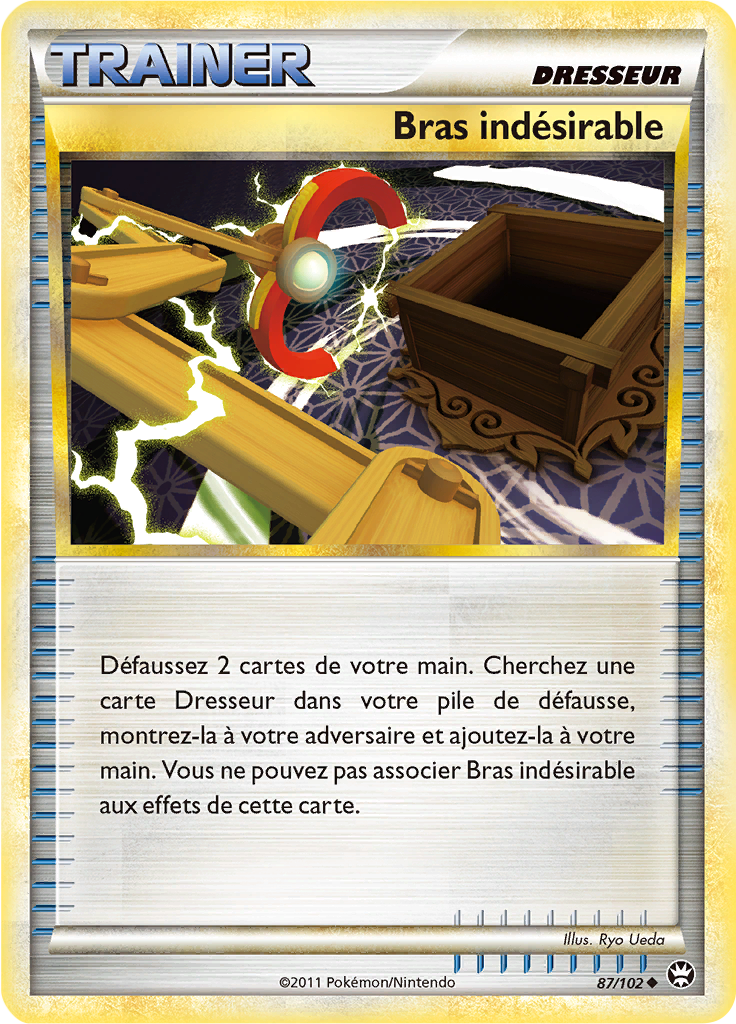 TRAINER
DRESSEUR
Bras indésirable
Défaussez 2 cartes de votre main. Cherchez une
carte Dresseur dans votre pile de défausse,
montrez-la à votre adversaire et ajoutez-la à votre
main. Vous ne pouvez pas associer Bras indésirable
aux effets de cette carte.
Illus. Ryo Ueda
©2011 Pokémon/Nintendo
87/102